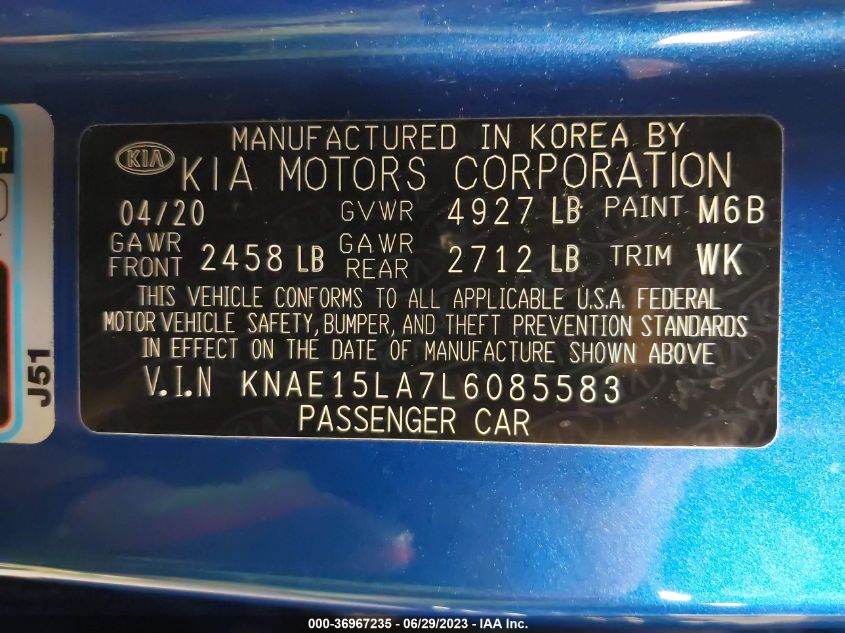 MANUFACTURED IN KOREA BY
KIA KIA MOTORS CORPORATION
04/20 GVWR 4927 LB PAINT M6B
GAWR FRONT 2458 LB GAWR REAR 2712 LB TRIM WK
THIS VEHICLE CONFORMS TO ALL APPLICABLE U.S.A. FEDERAL
MOTOR VEHICLE SAFETY, BUMPER, AND THEFT PREVENTION STANDARDS
IN EFFECT ON THE DATE OF MANUFACTURE SHOWN ABOVE
V.I.N KNAE15LA7L6085583
PASSENGER CAR
J51
000-36967235 - 06/29/2023 - IAA Inc.